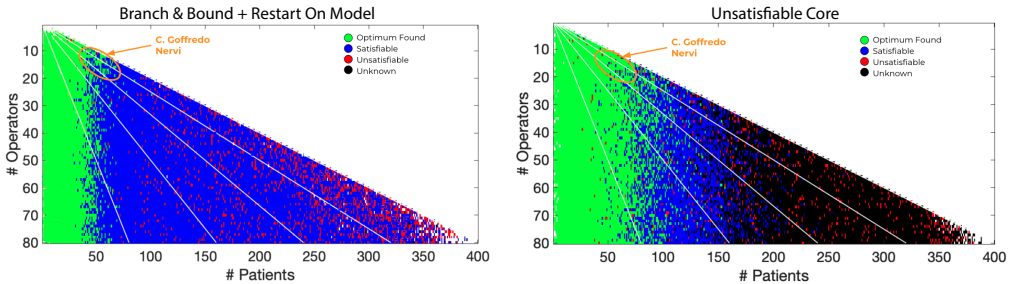 Branch & Bound + Restart On Model
C. Goffredo
Nervi
Optimum Found
Satisfiable
Unsatisfiable
Unknown
# Operators
10
20
30
40
50
60
70
80
50
100
150
200
250
300
350
400
# Patients
Unsatisfiable Core
C. Goffredo
Nervi
Optimum Found
Satisfiable
Unsatisfiable
Unknown
# Operators
10
20
30
40
50
60
70
80
50
100
150
200
250
300
350
400
# Patients